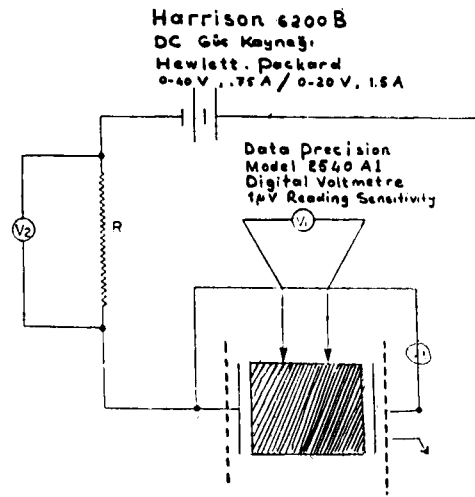 Harrison 6200B
DC Güc Kaynağı
Hewlett. Packard
0-40 V, .75 A / 0-20 V, 1.5 A
Data Precision
Model 2540 A1
Digital Voltmetre
1μV Reading Sensitivity
V1
V2
R